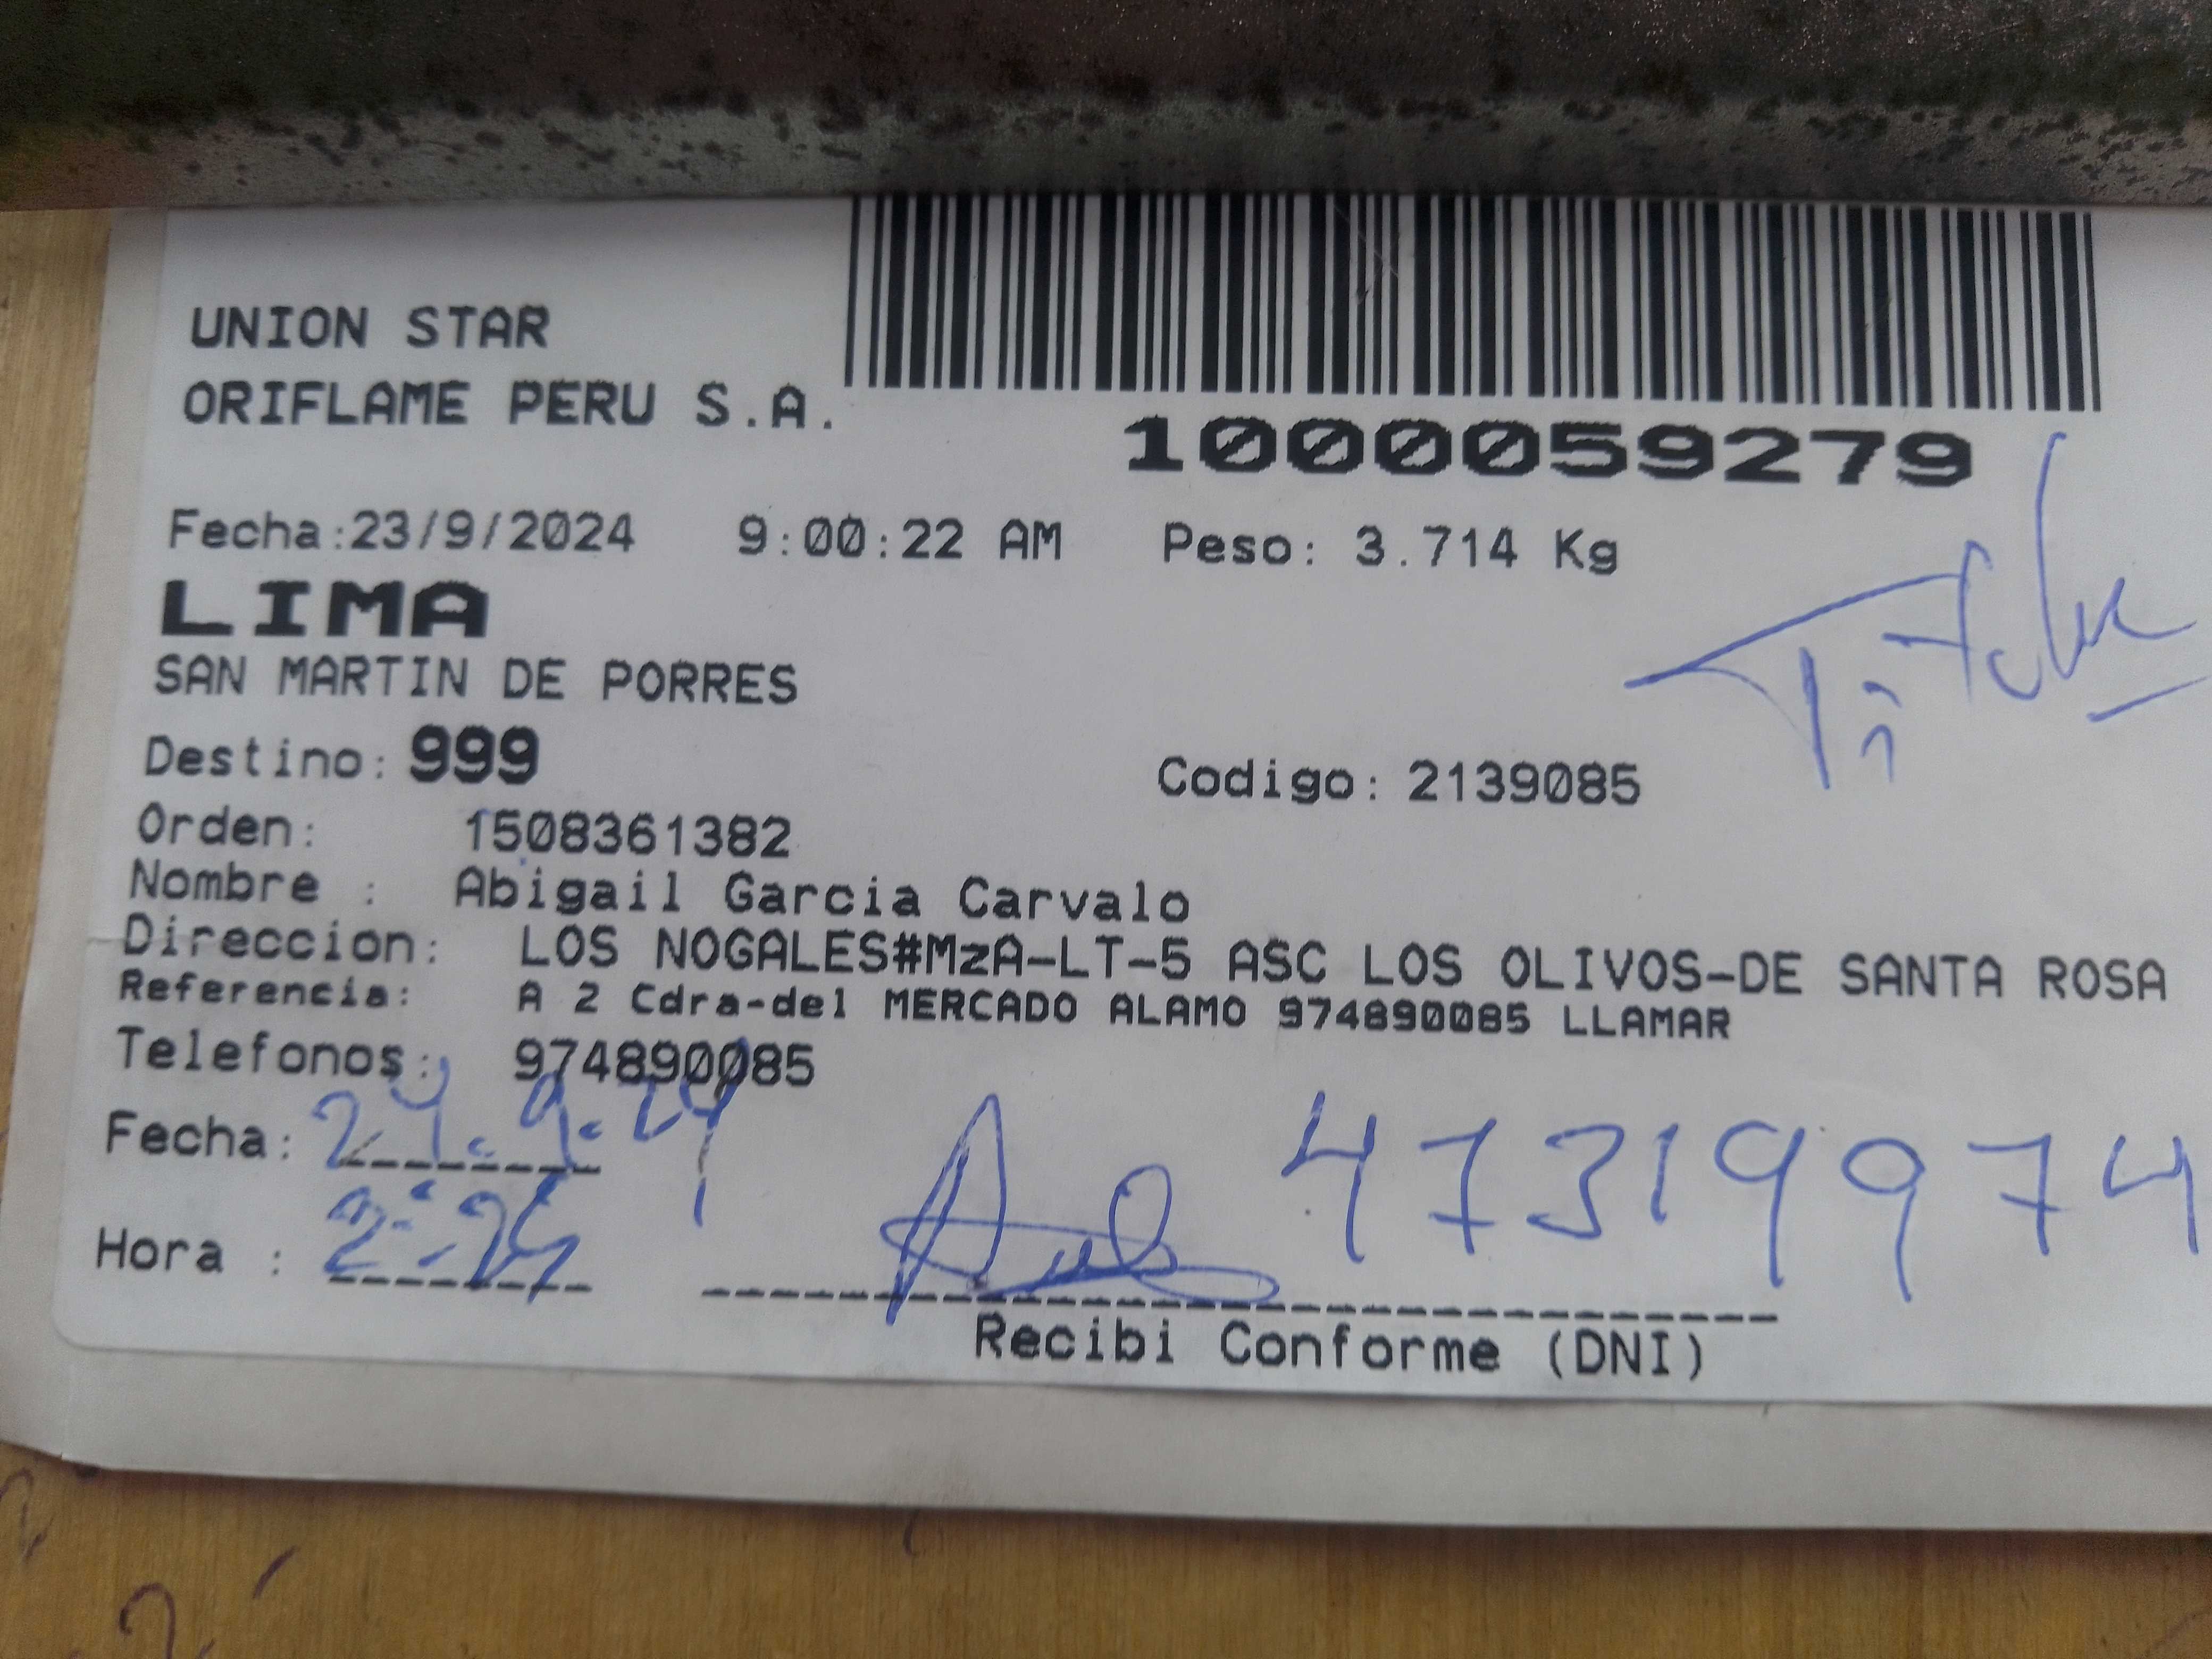 UNION STAR
ORIFLAME PERU S.A.
1000059279
Fecha:23/9/2024 9:00:22 AM Peso: 3.714 Kg
LIMA
SAN MARTIN DE PORRES
Destino: 999 Codigo: 2139085
Orden: 1508361382
Nombre : Abigail Garcia Carvalo
Direccion: LOS NOGALES#MzA-LT-5 ASC LOS OLIVOS-DE SANTA ROSA
Referencia: A 2 Cdra-del MERCADO ALAMO 974890085 LLAMAR
Telefonos: 974890085
Fecha: 24.9.24
47319974
Hora :
Recibi Conforme (DNI)